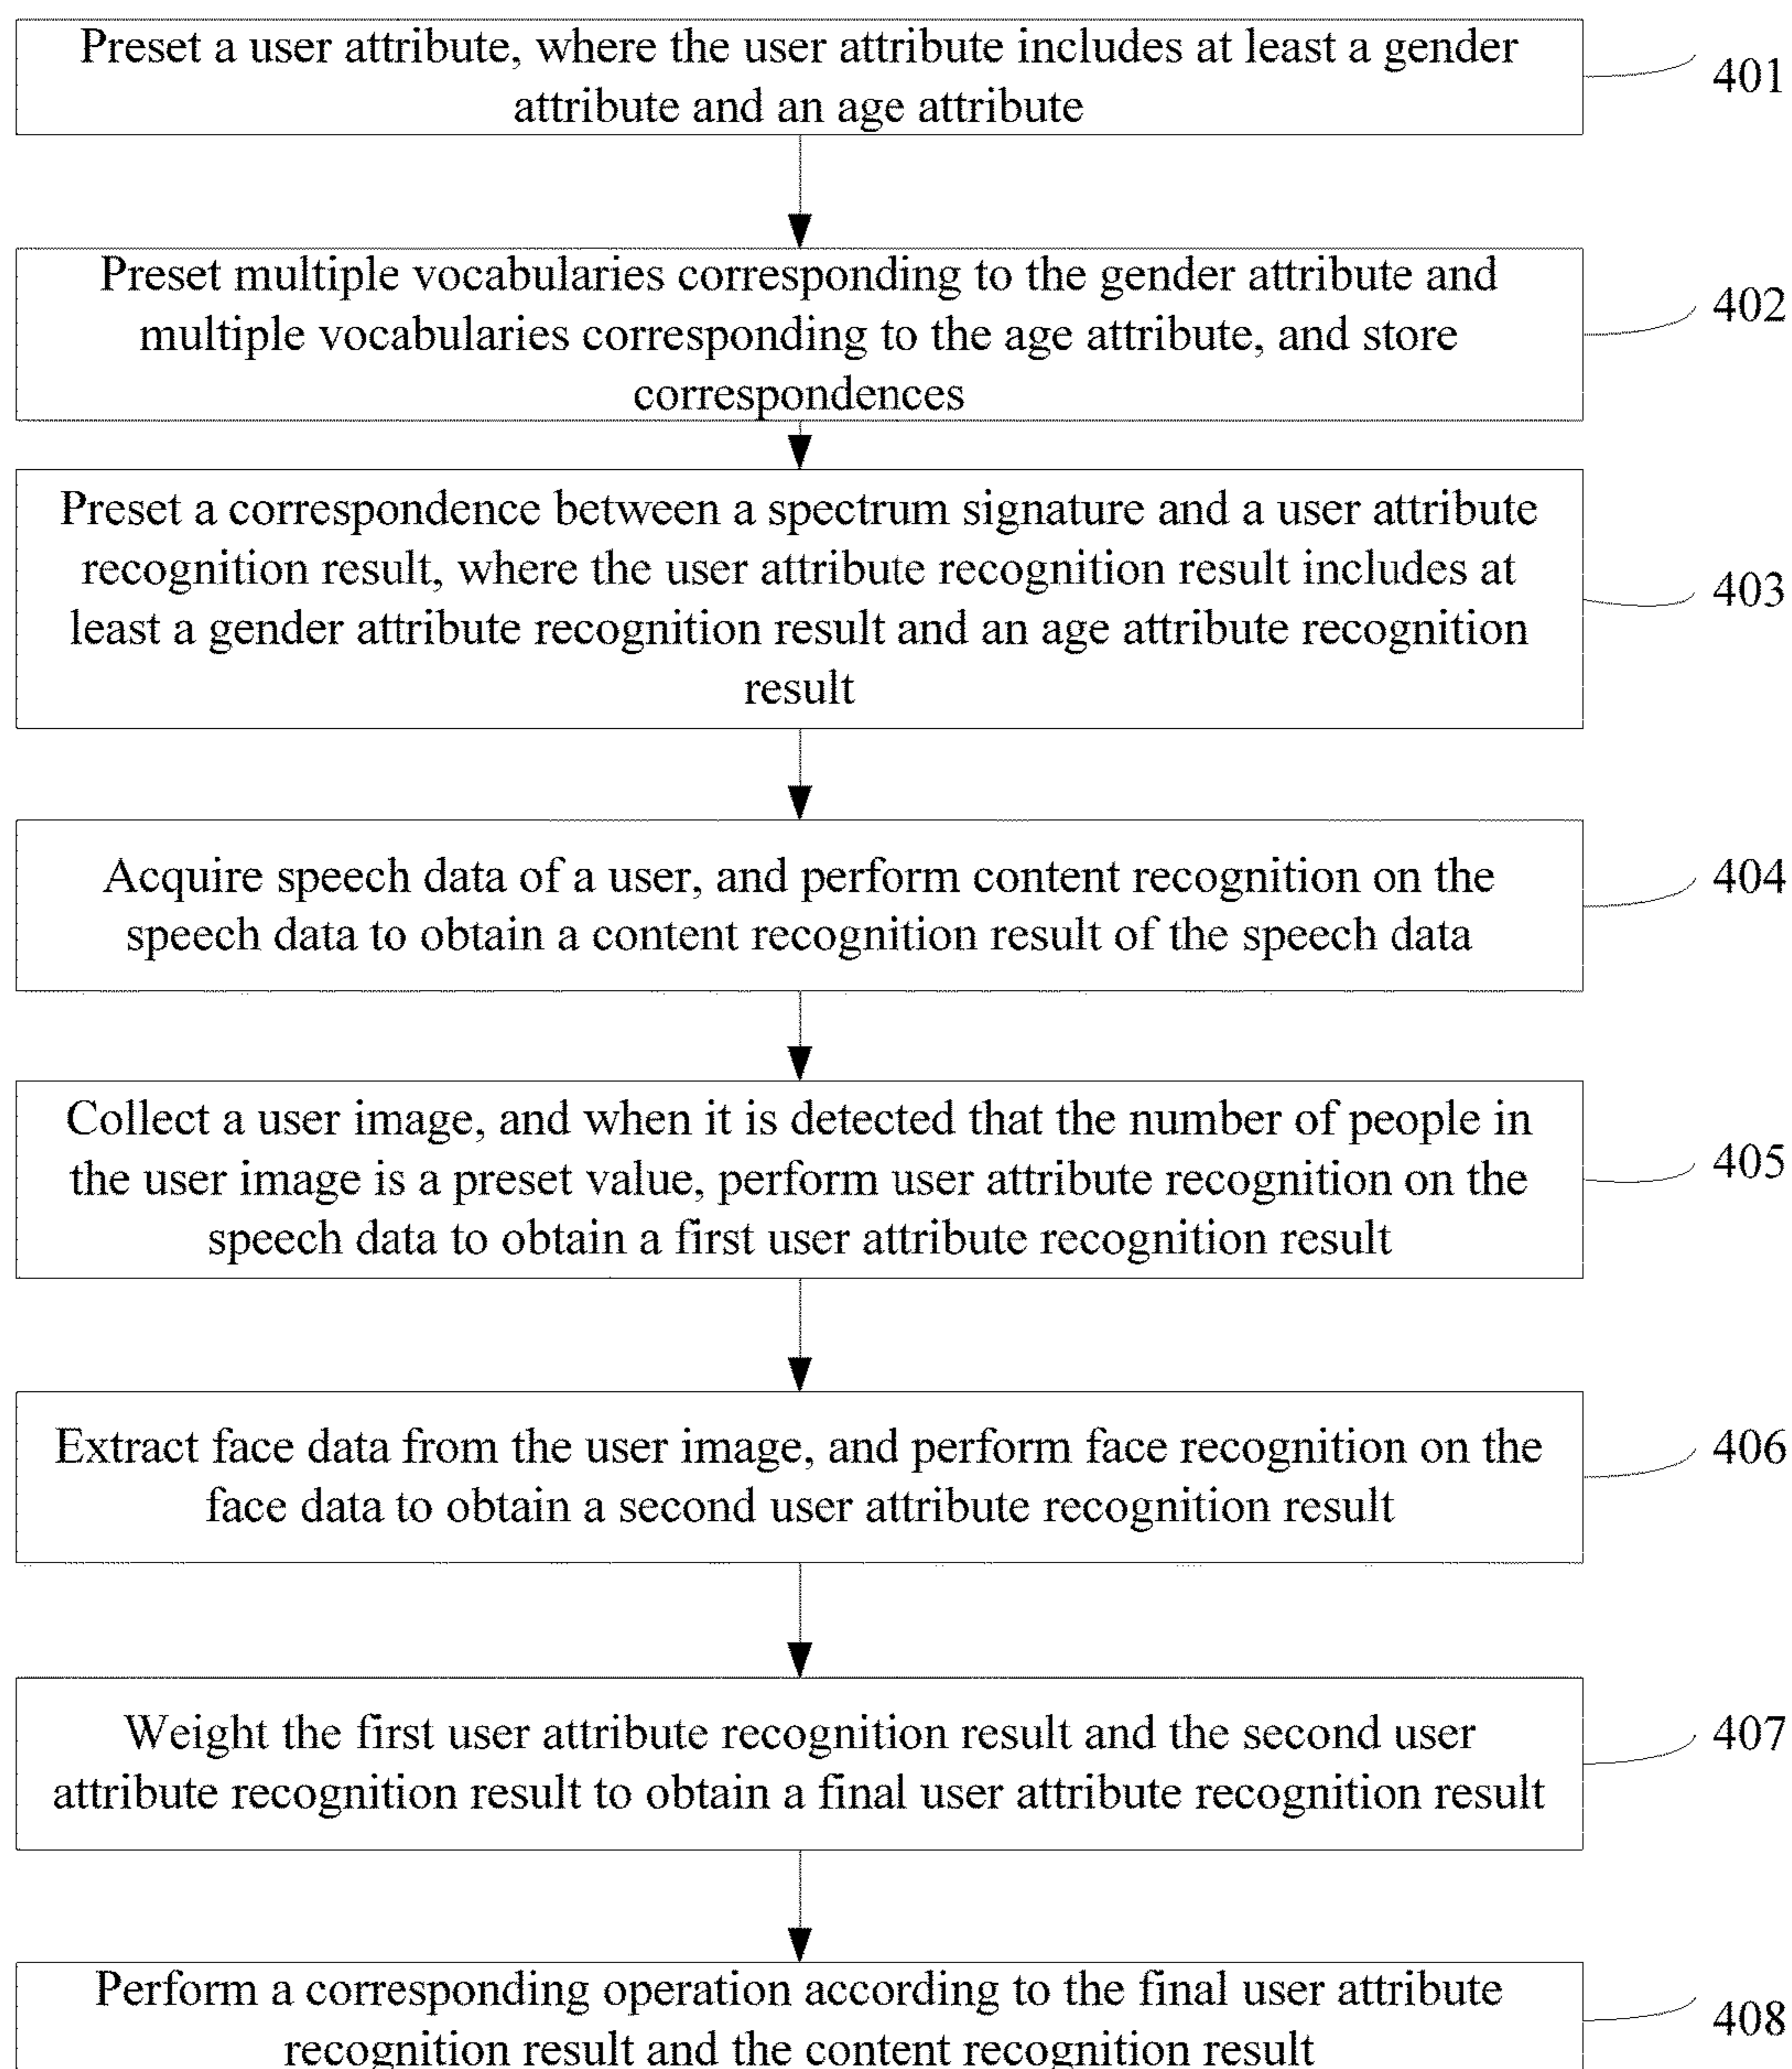 Preset a user attribute, where the user attribute includes at least a gender
attribute and an age attribute
401
Preset multiple vocabularies corresponding to the gender attribute and
multiple vocabularies corresponding to the age attribute, and store
correspondences
402
Preset a correspondence between a spectrum signature and a user attribute
recognition result, where the user attribute recognition result includes at
least a gender attribute recognition result and an age attribute recognition
result
403
Acquire speech data of a user, and perform content recognition on the
speech data to obtain a content recognition result of the speech data
404
Collect a user image, and when it is detected that the number of people in
the user image is a preset value, perform user attribute recognition on the
speech data to obtain a first user attribute recognition result
405
Extract face data from the user image, and perform face recognition on the
face data to obtain a second user attribute recognition result
406
Weight the first user attribute recognition result and the second user
attribute recognition result to obtain a final user attribute recognition result
407
Perform a corresponding operation according to the final user attribute
recognition result and the content recognition result
408